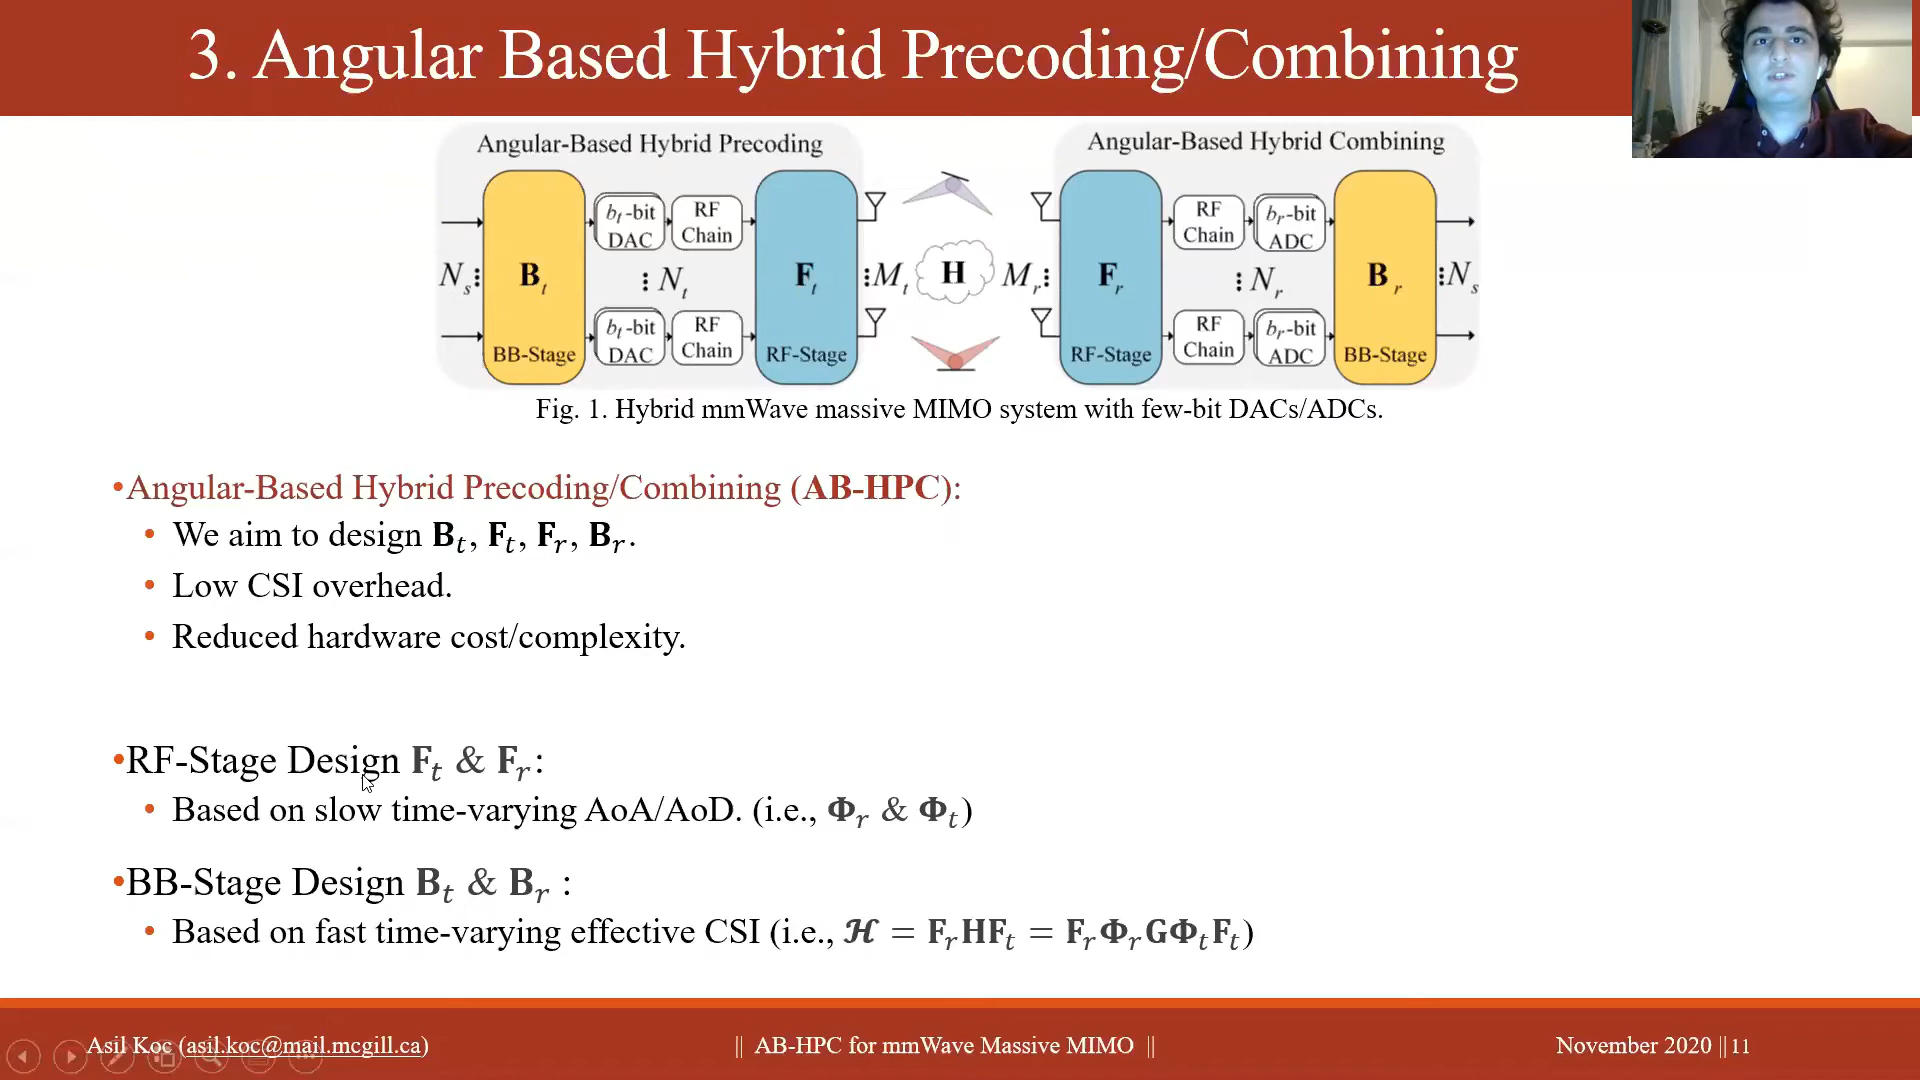 3. Angular Based Hybrid Precoding/Combining
Angular-Based Hybrid Precoding
Angular-Based Hybrid Combining
b_t-bit DAC
RF Chain
RF Chain
b_r-bit ADC
N_s
B_t
N_t
F_t
M_t
H
M_r
F_r
N_r
B_r
N_s
BB-Stage
b_t-bit DAC
RF Chain
RF-Stage
RF-Stage
RF Chain
b_r-bit ADC
BB-Stage
Fig. 1. Hybrid mmWave massive MIMO system with few-bit DACs/ADCs.
•Angular-Based Hybrid Precoding/Combining (AB-HPC):
• We aim to design B_t, F_t, F_r, B_r.
• Low CSI overhead.
• Reduced hardware cost/complexity.
•RF-Stage Design F_t & F_r:
• Based on slow time-varying AoA/AoD. (i.e., Φ_r & Φ_t)
•BB-Stage Design B_t & B_r :
• Based on fast time-varying effective CSI (i.e., 𝓗 = F_rHF_t = F_rΦ_rGΦ_tF_t)
Asil Koc (asil.koc@mail.mcgill.ca)
|| AB-HPC for mmWave Massive MIMO ||
November 2020 || 11